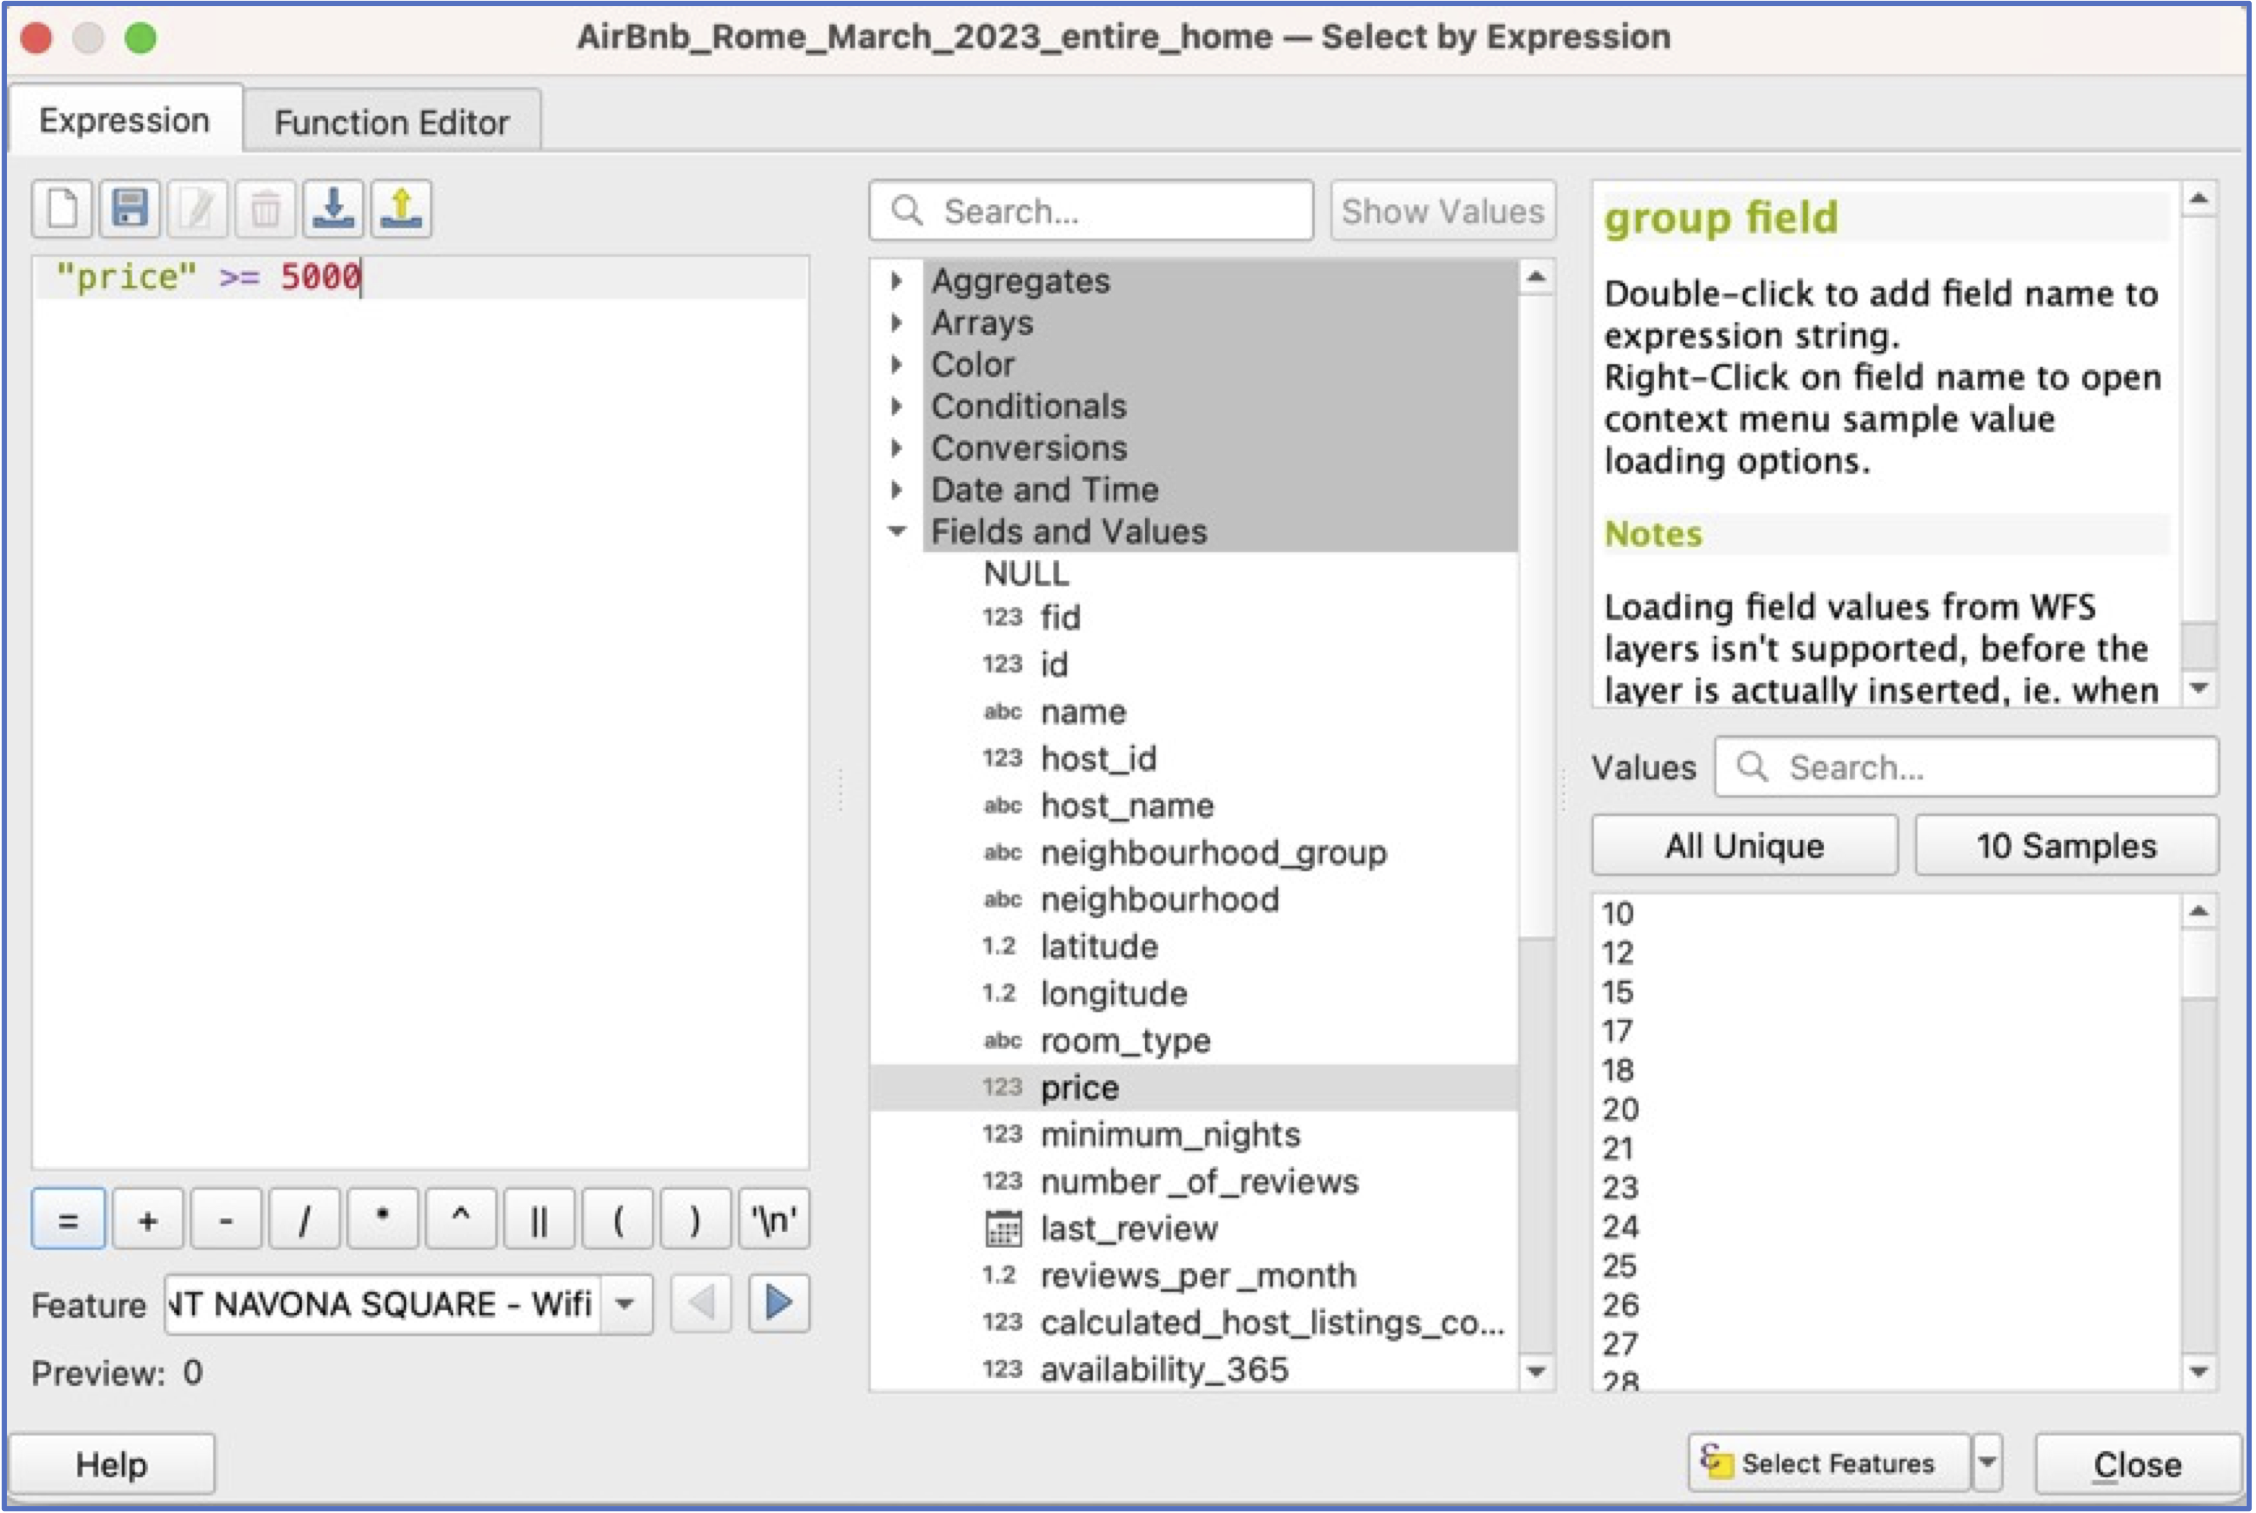 AirBnb_Rome_March_2023_entire_home — Select by Expression
Expression
Function Editor
"price" >= 5000
= + - / * ^ || ( ) '\n'
Feature
NT NAVONA SQUARE - Wifi
Preview: 0
Help
Search...
Show Values
Aggregates
Arrays
Color
Conditionals
Conversions
Date and Time
Fields and Values
NULL
123 fid
123 id
abc name
123 host_id
abc host_name
abc neighbourhood_group
abc neighbourhood
1.2 latitude
1.2 longitude
abc room_type
123 price
123 minimum_nights
123 number _of_reviews
last_review
1.2 reviews_per _month
123 calculated_host_listings_co...
123 availability_365
group field
Double-click to add field name to
expression string.
Right-Click on field name to open
context menu sample value
loading options.
Notes
Loading field values from WFS
layers isn't supported, before the
layer is actually inserted, ie. when
Values
Search...
All Unique
10 Samples
10
12
15
17
18
20
21
23
24
25
26
27
28
Select Features
Close